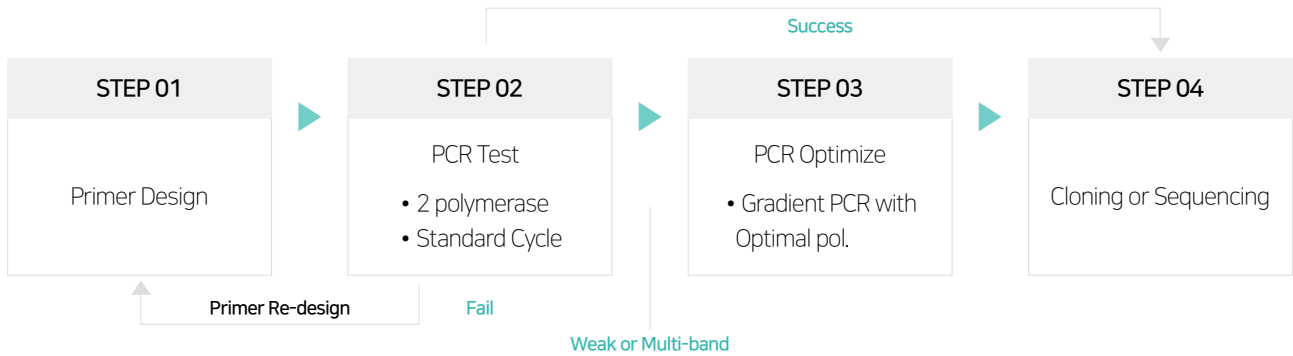 Success
STEP 01
Primer Design
STEP 02
PCR Test
• 2 polymerase
• Standard Cycle
STEP 03
PCR Optimize
• Gradient PCR with
Optimal pol.
STEP 04
Cloning or Sequencing
Primer Re-design
Fail
Weak or Multi-band